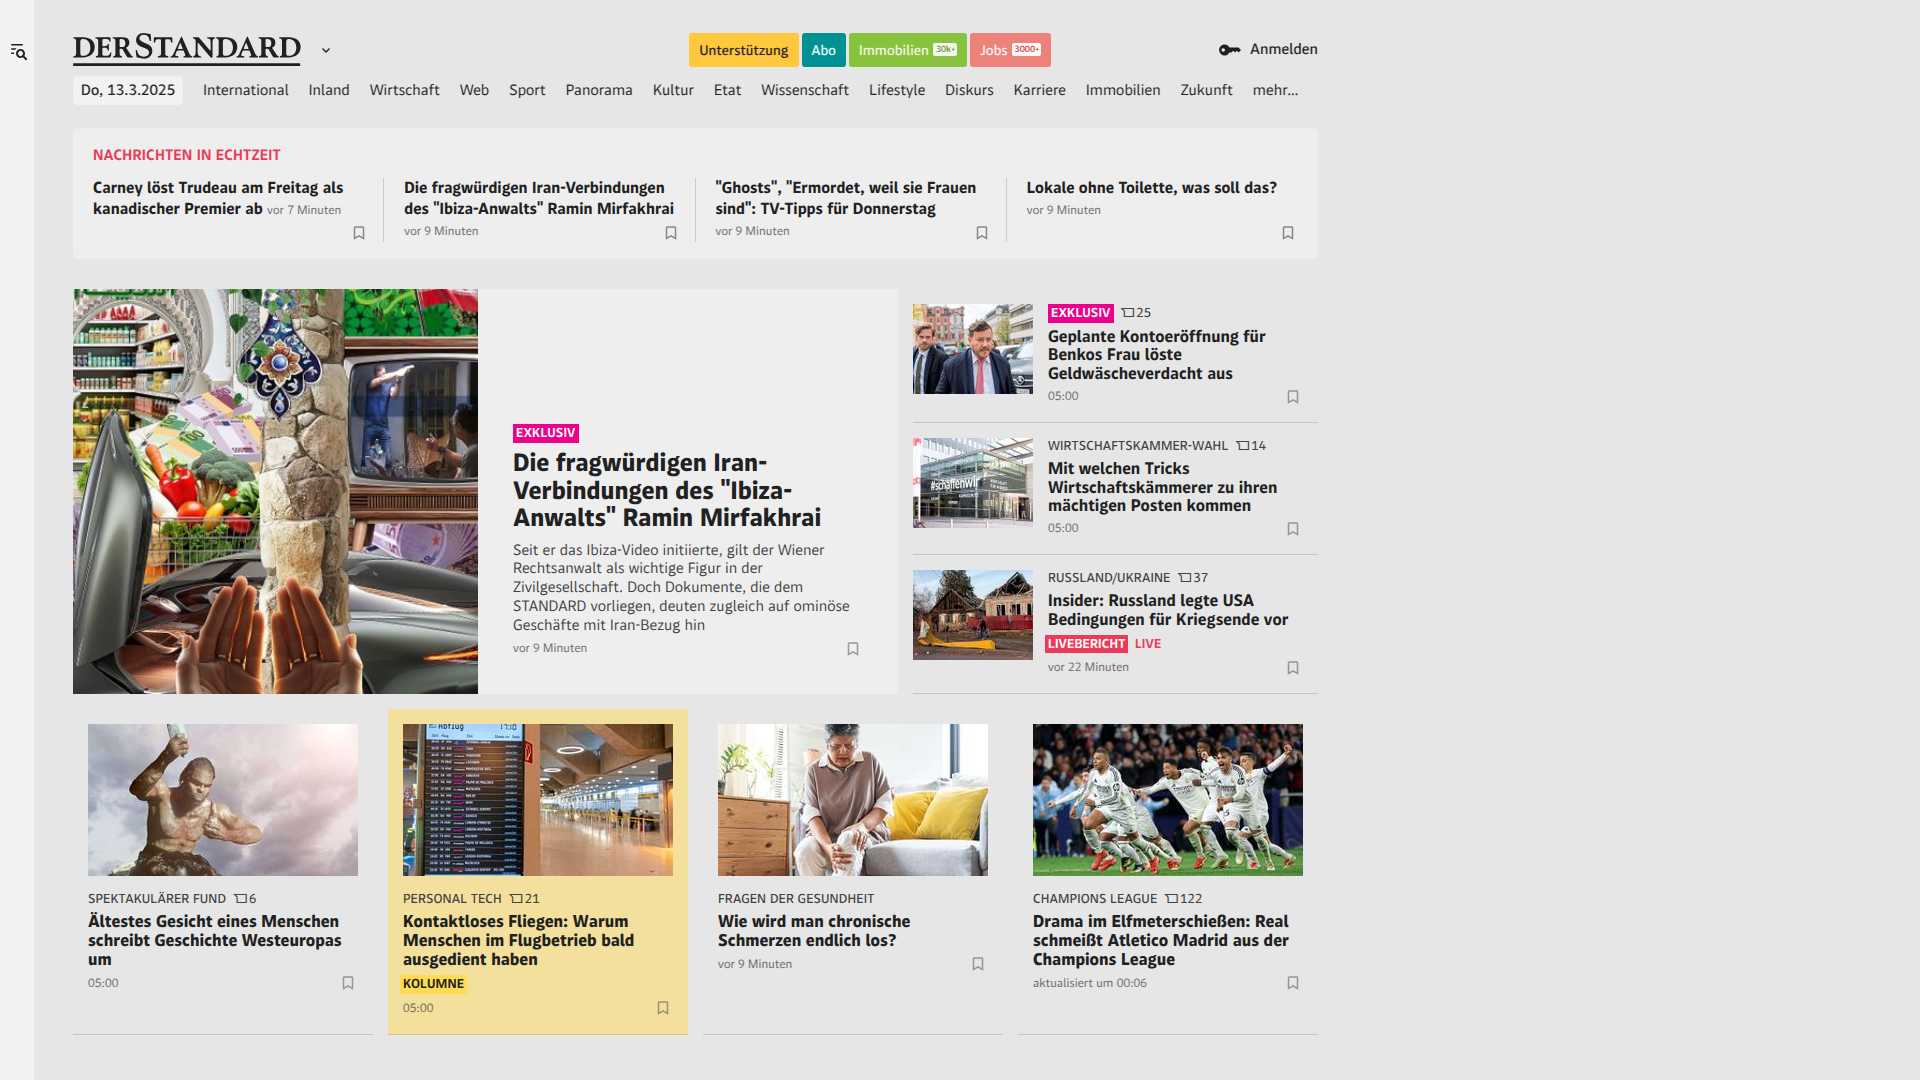 DERSTANDARD
Unterstützung
Abo
Immobilien 30k+
Jobs 3000+
Anmelden
Do, 13.3.2025
International
Inland
Wirtschaft
Web
Sport
Panorama
Kultur
Etat
Wissenschaft
Lifestyle
Diskurs
Karriere
Immobilien
Zukunft
mehr...
NACHRICHTEN IN ECHTZEIT
Carney löst Trudeau am Freitag als
kanadischer Premier ab vor 7 Minuten
Die fragwürdigen Iran-Verbindungen
des "Ibiza-Anwalts" Ramin Mirfakhrai
vor 9 Minuten
"Ghosts", "Ermordet, weil sie Frauen
sind": TV-Tipps für Donnerstag
vor 9 Minuten
Lokale ohne Toilette, was soll das?
vor 9 Minuten
EXKLUSIV
Die fragwürdigen Iran-
Verbindungen des "Ibiza-
Anwalts" Ramin Mirfakhrai
Seit er das Ibiza-Video initiierte, gilt der Wiener
Rechtsanwalt als wichtige Figur in der
Zivilgesellschaft. Doch Dokumente, die dem
STANDARD vorliegen, deuten zugleich auf ominöse
Geschäfte mit Iran-Bezug hin
vor 9 Minuten
EXKLUSIV 25
Geplante Kontoeröffnung für
Benkos Frau löste
Geldwäscheverdacht aus
05:00
#schaffenwir
WIRTSCHAFTSKAMMER-WAHL 14
Mit welchen Tricks
Wirtschaftskämmerer zu ihren
mächtigen Posten kommen
05:00
RUSSLAND/UKRAINE 37
Insider: Russland legte USA
Bedingungen für Kriegsende vor
LIVEBERICHT LIVE
vor 22 Minuten
SPEKTAKULÄRER FUND 6
Ältestes Gesicht eines Menschen
schreibt Geschichte Westeuropas
um
05:00
Abflug 17:10
PERSONAL TECH 21
Kontaktloses Fliegen: Warum
Menschen im Flugbetrieb bald
ausgedient haben
KOLUMNE
05:00
FRAGEN DER GESUNDHEIT
Wie wird man chronische
Schmerzen endlich los?
vor 9 Minuten
CHAMPIONS LEAGUE 122
Drama im Elfmeterschießen: Real
schmeißt Atletico Madrid aus der
Champions League
aktualisiert um 00:06